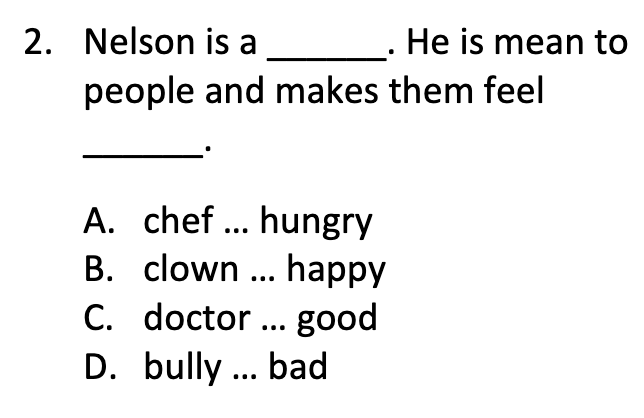 2. Nelson is a ______. He is mean to
people and makes them feel
______.
A. chef ... hungry
B. clown ... happy
C. doctor ... good
D. bully ... bad